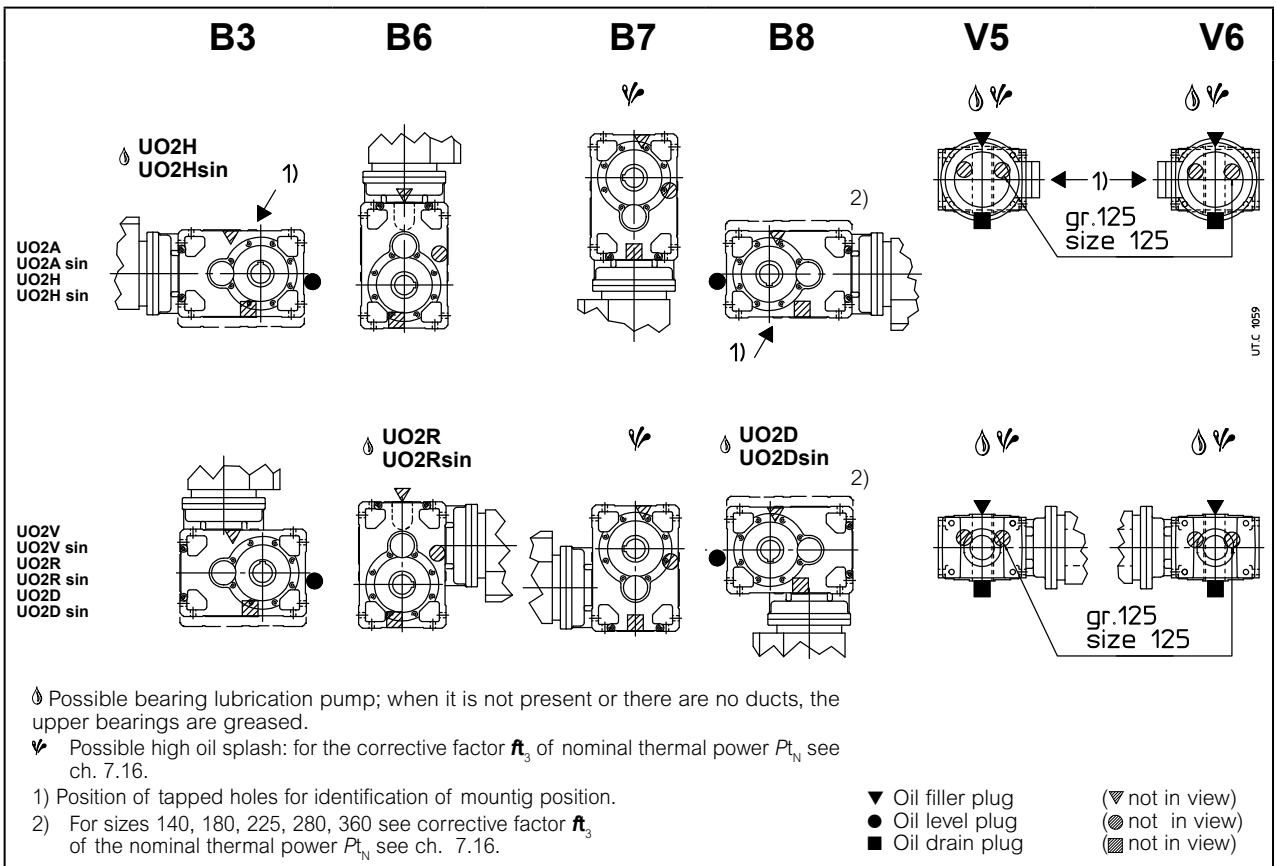 B3 B6 B7 B8 V5 V6
UO2H
UO2Hsin
1)
2)
1)
gr.125
size 125
UO2A
UO2A sin
UO2H
UO2H sin
1)
UT.C 1059
UO2R
UO2Rsin
UO2D
UO2Dsin
2)
UO2V
UO2V sin
UO2R
UO2R sin
UO2D
UO2D sin
gr.125
size 125
Possible bearing lubrication pump; when it is not present or there are no ducts, the
upper bearings are greased.
Possible high oil splash: for the corrective factor ft3 of nominal thermal power PtN see
ch. 7.16.
1) Position of tapped holes for identification of mountig position.
2) For sizes 140, 180, 225, 280, 360 see corrective factor ft3
of the nominal thermal power PtN see ch. 7.16.
▼ Oil filler plug (not in view)
● Oil level plug (not in view)
■ Oil drain plug (not in view)